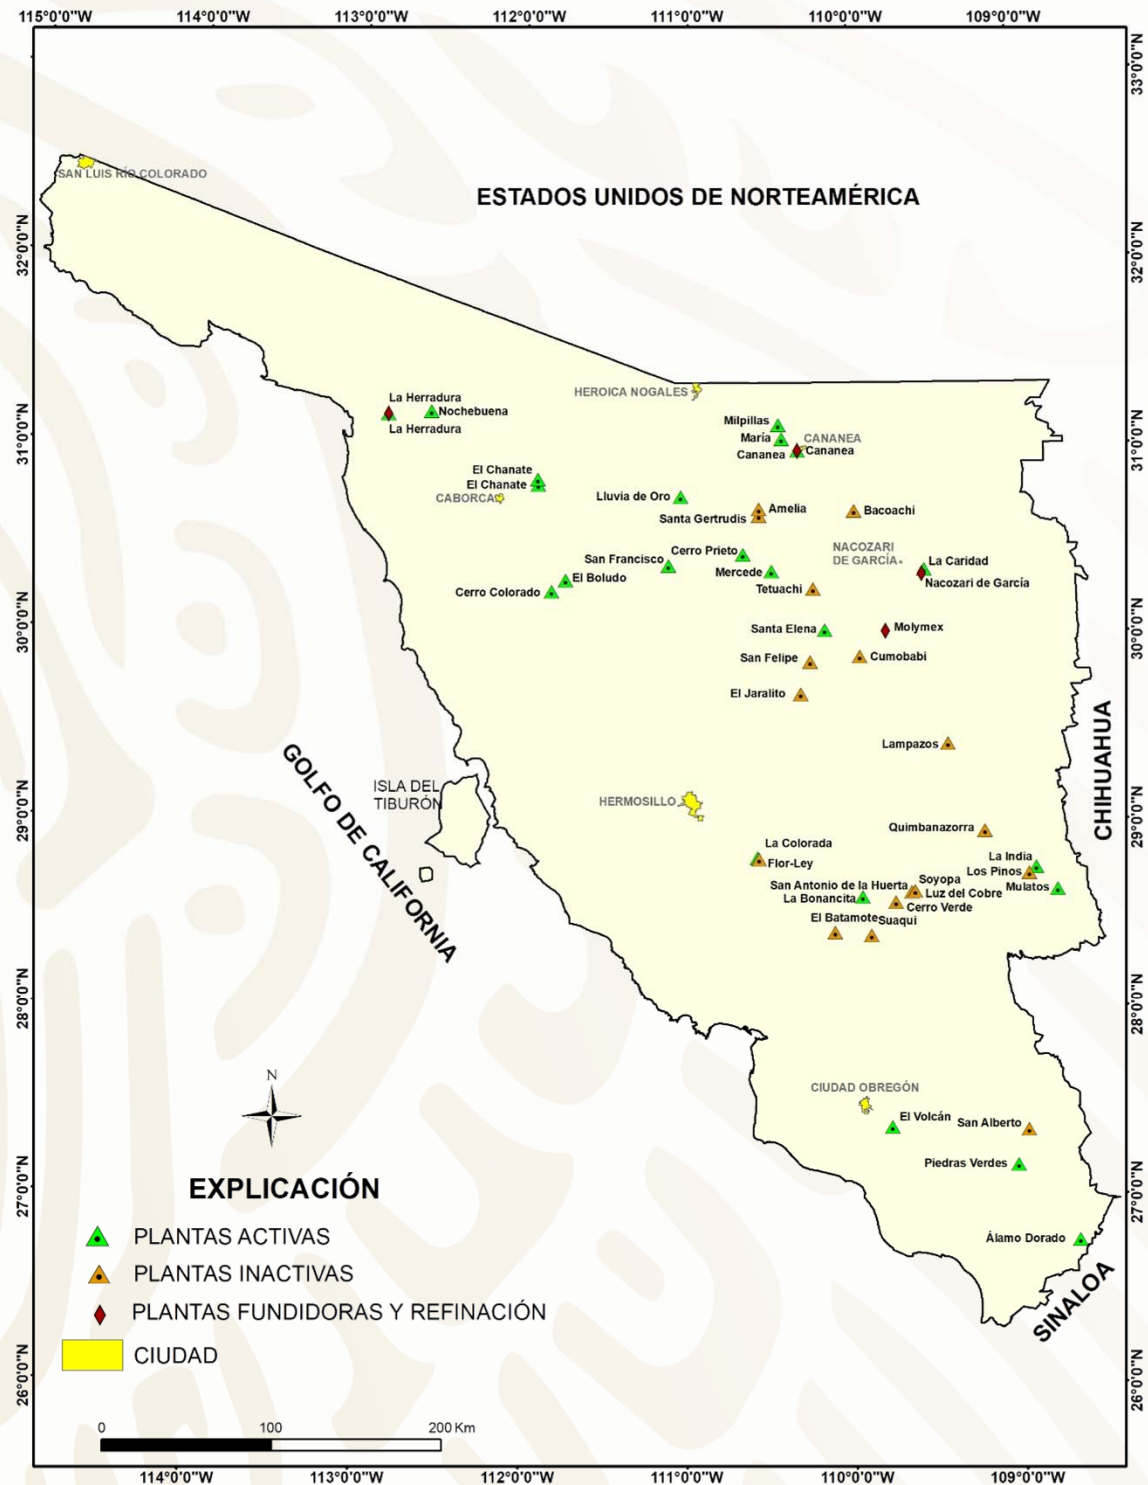 115°0'0"W 114°0'0"W 113°0'0"W 112°0'0"W 111°0'0"W 110°0'0"W 109°0'0"W
33°0'0"N
SAN LUIS RÍO COLORADO
ESTADOS UNIDOS DE NORTEAMÉRICA
32°0'0"N
32°0'0"N
HEROICA NOGALES
La Herradura
Nochebuena
La Herradura
Milpillas
María
CANANEA
Cananea
Cananea
31°0'0"N
31°0'0"N
El Chanate
El Chanate
CABORCA
Lluvia de Oro
Amelia
Santa Gertrudis
Bacoachi
NACOZARI
DE GARCÍA
San Francisco
Cerro Prieto
La Caridad
El Boludo
Mercede
Nacozari de García
Cerro Colorado
Tetuachi
30°0'0"N
30°0'0"N
Santa Elena
Molymex
San Felipe
Cumobabi
El Jaralito
Lampazos
CHIHUAHUA
GOLFO DE CALIFORNIA
ISLA DEL
TIBURÓN
HERMOSILLO
29°0'0"N
29°0'0"N
Quimbanazorra
La Colorada
Flor-Ley
La India
Los Pinos
Mulatos
San Antonio de la Huerta
Soyopa
La Bonancita
Luz del Cobre
Cerro Verde
El Batamote
Suaqui
28°0'0"N
28°0'0"N
N
CIUDAD OBREGÓN
El Volcán
San Alberto
Piedras Verdes
27°0'0"N
27°0'0"N
Álamo Dorado
SINALOA
EXPLICACIÓN
PLANTAS ACTIVAS
PLANTAS INACTIVAS
PLANTAS FUNDIDORAS Y REFINACIÓN
CIUDAD
26°0'0"N
26°0'0"N
0 100 200 Km
114°0'0"W 113°0'0"W 112°0'0"W 111°0'0"W 110°0'0"W 109°0'0"W